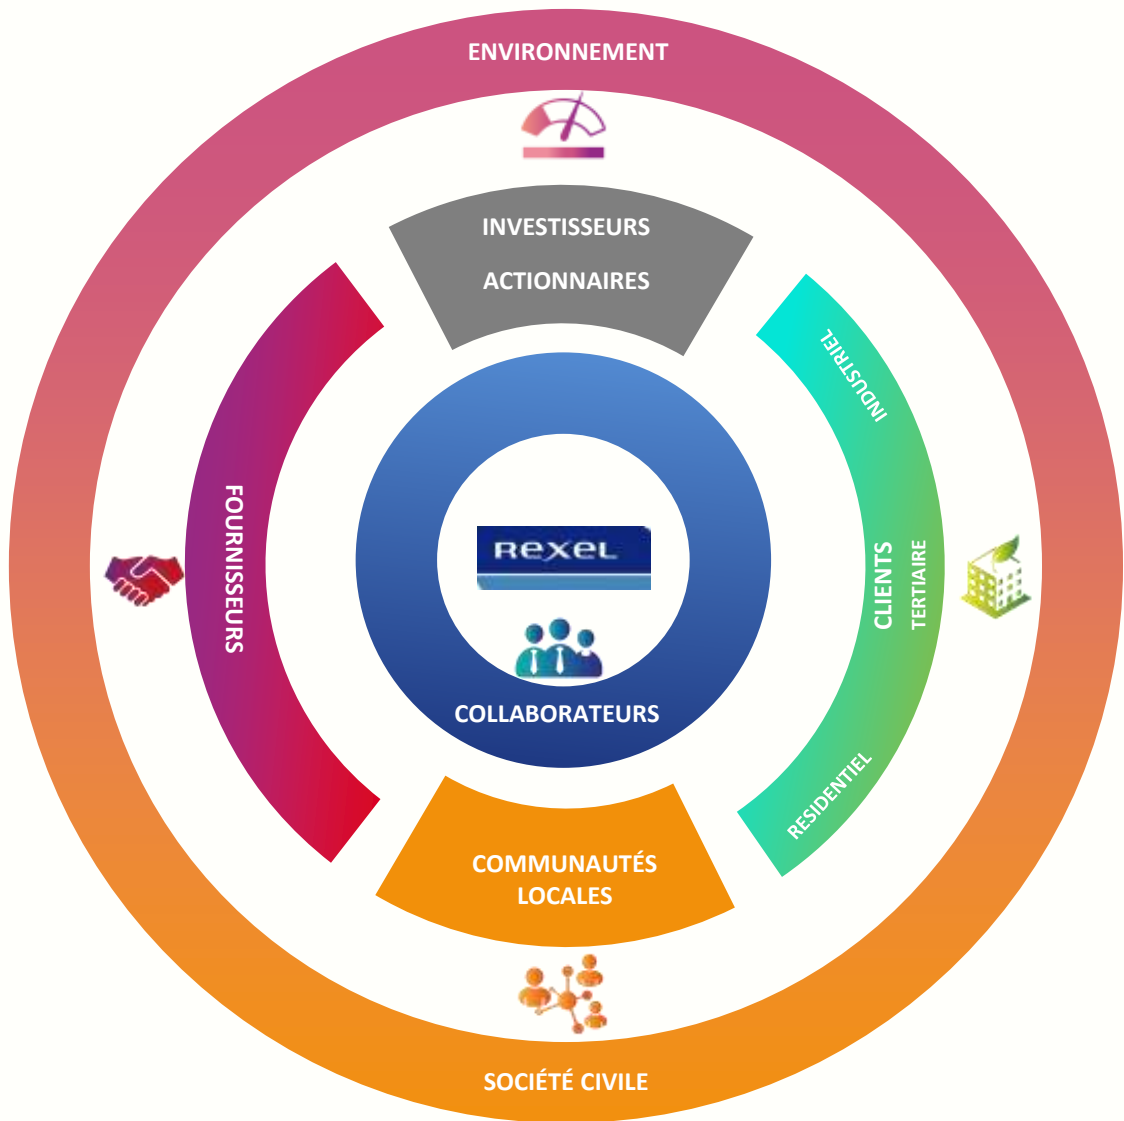 ENVIRONNEMENT
INVESTISSEURS
ACTIONNAIRES
INDUSTRIEL
FOURNISSEURS
CLIENTS
TERTIAIRE
REXEL
COLLABORATEURS
RESIDENTIEL
COMMUNAUTÉS
LOCALES
SOCIÉTÉ CIVILE